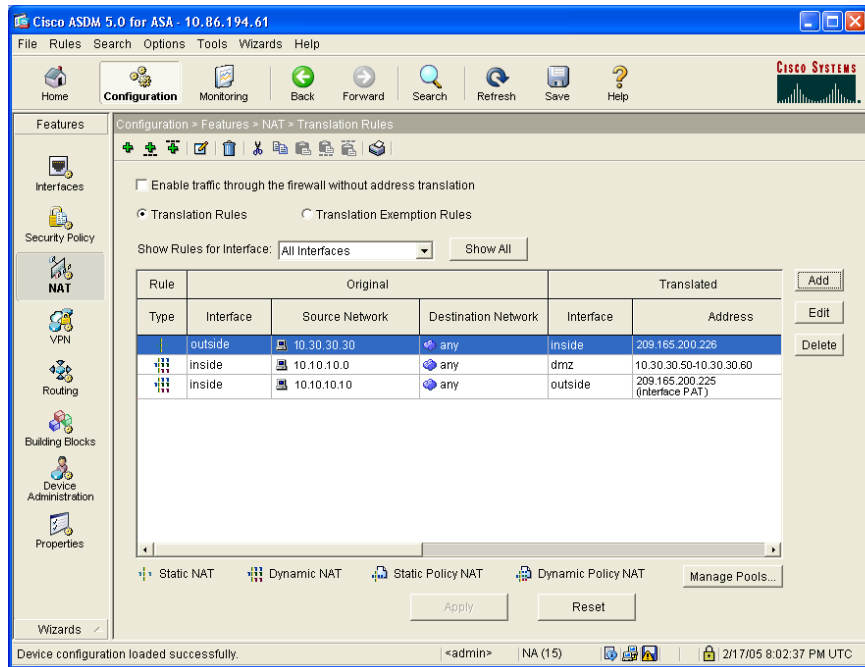 Cisco ASDM 5.0 for ASA - 10.86.194.61
File Rules Search Options Tools Wizards Help
Home Configuration Monitoring Back Forward Search Refresh Save Help
CISCO SYSTEMS
Features
Configuration > Features > NAT > Translation Rules
Interfaces
Security Policy
NAT
VPN
Routing
Building Blocks
Device Administration
Properties
Wizards
Enable traffic through the firewall without address translation
Translation Rules Translation Exemption Rules
Show Rules for Interface: All Interfaces Show All
Rule Original Translated
Type Interface Source Network Destination Network Interface Address
outside 10.30.30.30 any inside 209.165.200.226
inside 10.10.10.0 any dmz 10.30.30.50-10.30.30.60
inside 10.10.10.10 any outside 209.165.200.225
(interface PAT)
Add
Edit
Delete
Static NAT Dynamic NAT Static Policy NAT Dynamic Policy NAT Manage Pools...
Apply Reset
Device configuration loaded successfully. <admin> NA (15) 2/17/05 8:02:37 PM UTC